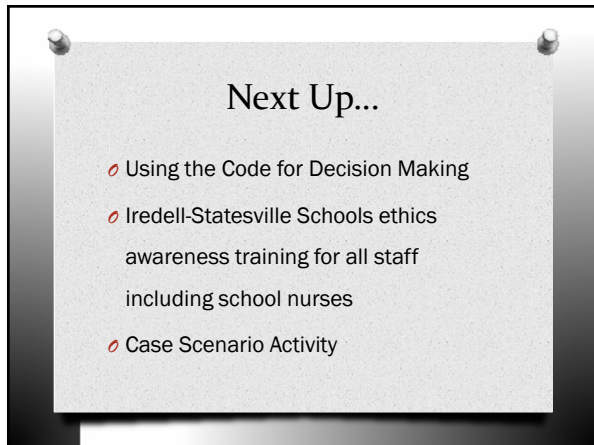 Next Up...
Using the Code for Decision Making
Iredell-Statesville Schools ethics
awareness training for all staff
including school nurses
Case Scenario Activity